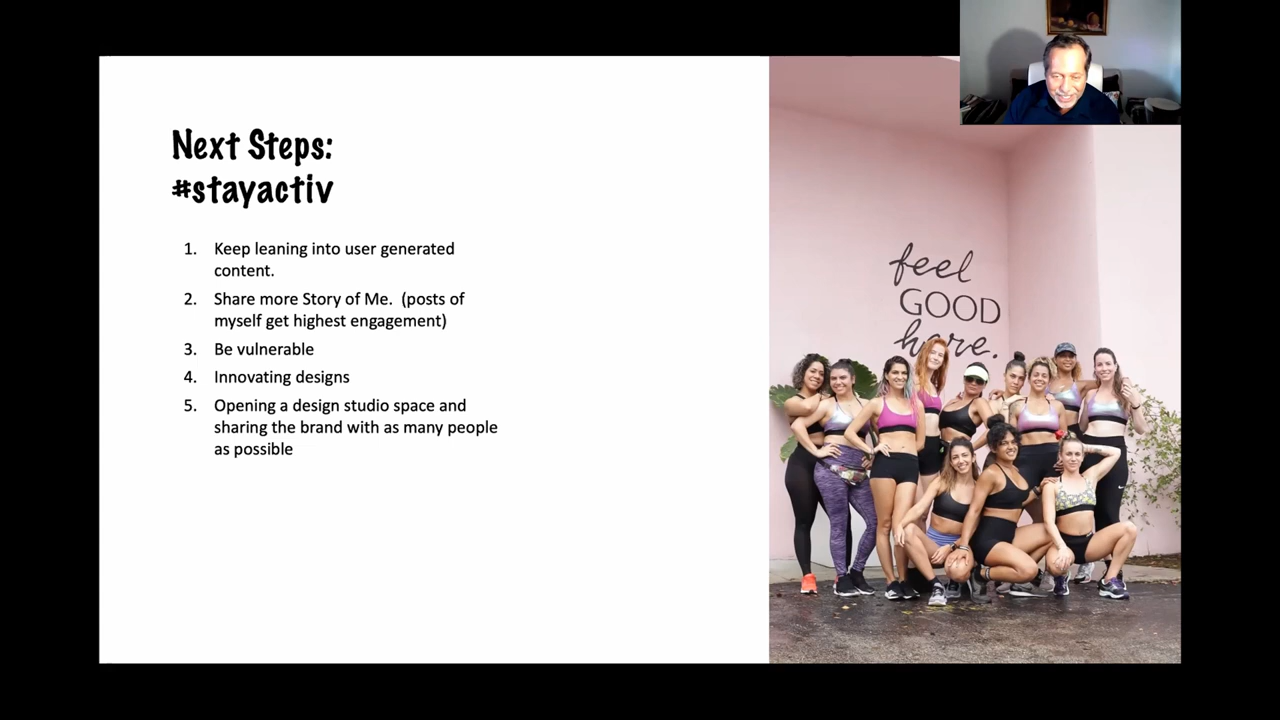 Next Steps:
#stayactiv
1. Keep leaning into user generated
content.
2. Share more Story of Me.  (posts of
myself get highest engagement)
3. Be vulnerable
4. Innovating designs
5. Opening a design studio space and
sharing the brand with as many people
as possible
feel
GOOD
here.